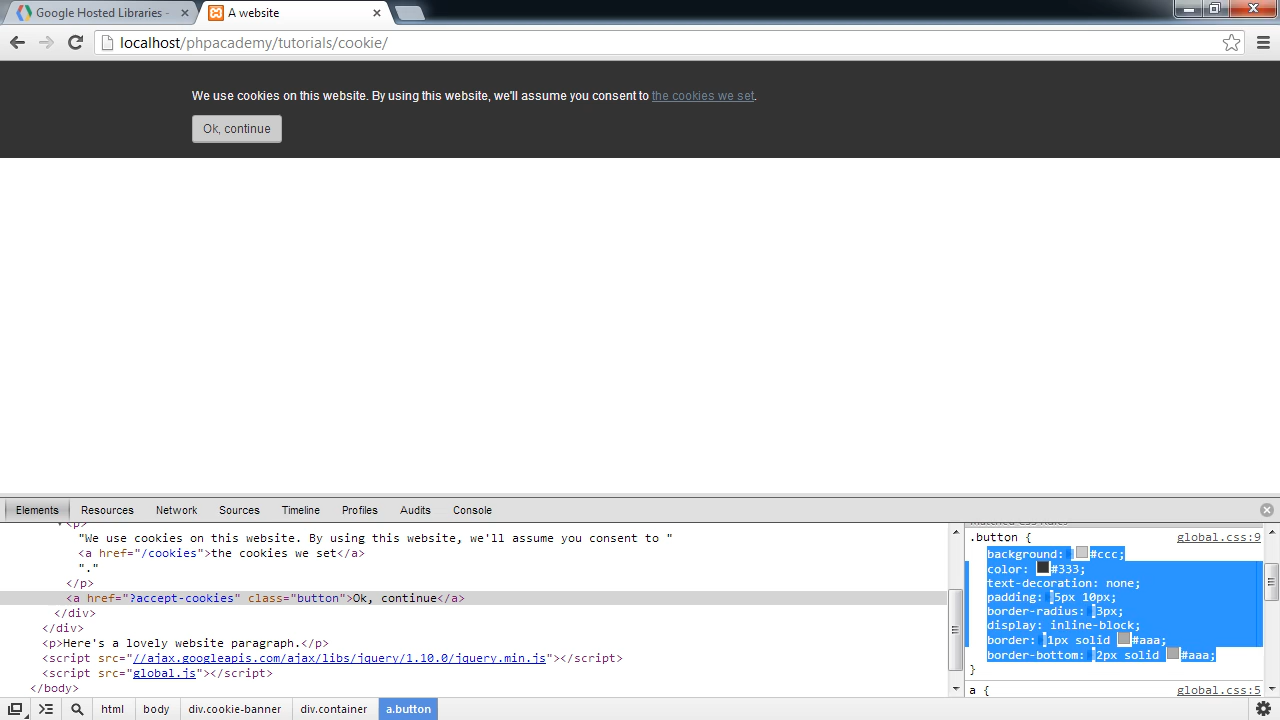 Google Hosted Libraries -
A website
localhost/phpacademy/tutorials/cookie/
We use cookies on this website. By using this website, we'll assume you consent to the cookies we set.
Ok, continue
Elements Resources Network Sources Timeline Profiles Audits Console
<p>
"We use cookies on this website. By using this website, we'll assume you consent to "
<a href="/cookies">the cookies we set</a>
"."
</p>
<a href="?accept-cookies" class="button">Ok, continue</a>
</div>
</div>
<p>Here's a lovely website paragraph.</p>
<script src="//ajax.googleapis.com/ajax/libs/jquery/1.10.0/jquery.min.js"></script>
<script src="global.js"></script>
</body>
Matched CSS Rules
.button { global.css:9
background: #ccc;
color: #333;
text-decoration: none;
padding: 5px 10px;
border-radius: 3px;
display: inline-block;
border: 1px solid #aaa;
border-bottom: 2px solid #aaa;
}
a { global.css:5
html body div.cookie-banner div.container a.button